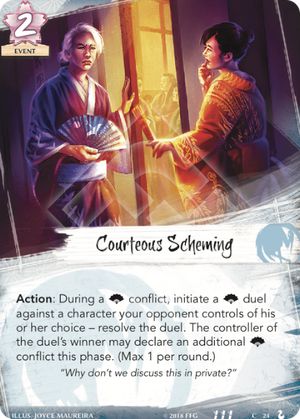 2
EVENT
Courteous Scheming
Action: During a conflict, initiate a duel
against a character your opponent controls of his
or her choice – resolve the duel. The controller of
the duel's winner may declare an additional
conflict this phase. (Max 1 per round.)
"Why don't we discuss this in private?"
ILLUS-JOYCE MAUREIRA
©2018 FFG
C 24